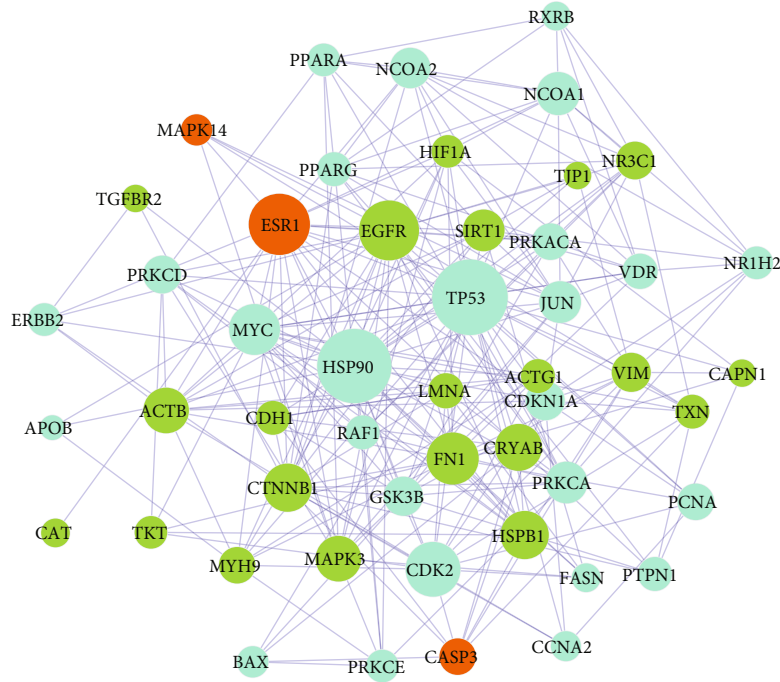 RXRB
PPARA
NCOA2
NCOA1
MAPK14
HIF1A
PPARG
NR3C1
TJP1
TGFBR2
ESR1
EGFR
SIRT1
PRKACA
PRKCD
VDR
NR1H2
TP53
ERBB2
MYC
JUN
HSP90
ACTG1
VIM
CAPN1
LMNA
CDKN1A
ACTB
CDH1
TXN
APOB
RAF1
FN1
CRYAB
CTNNB1
GSK3B
PRKCA
PCNA
CAT
TKT
HSPB1
MYH9
MAPK3
CDK2
FASN
PTPN1
BAX
PRKCE
CASP3
CCNA2